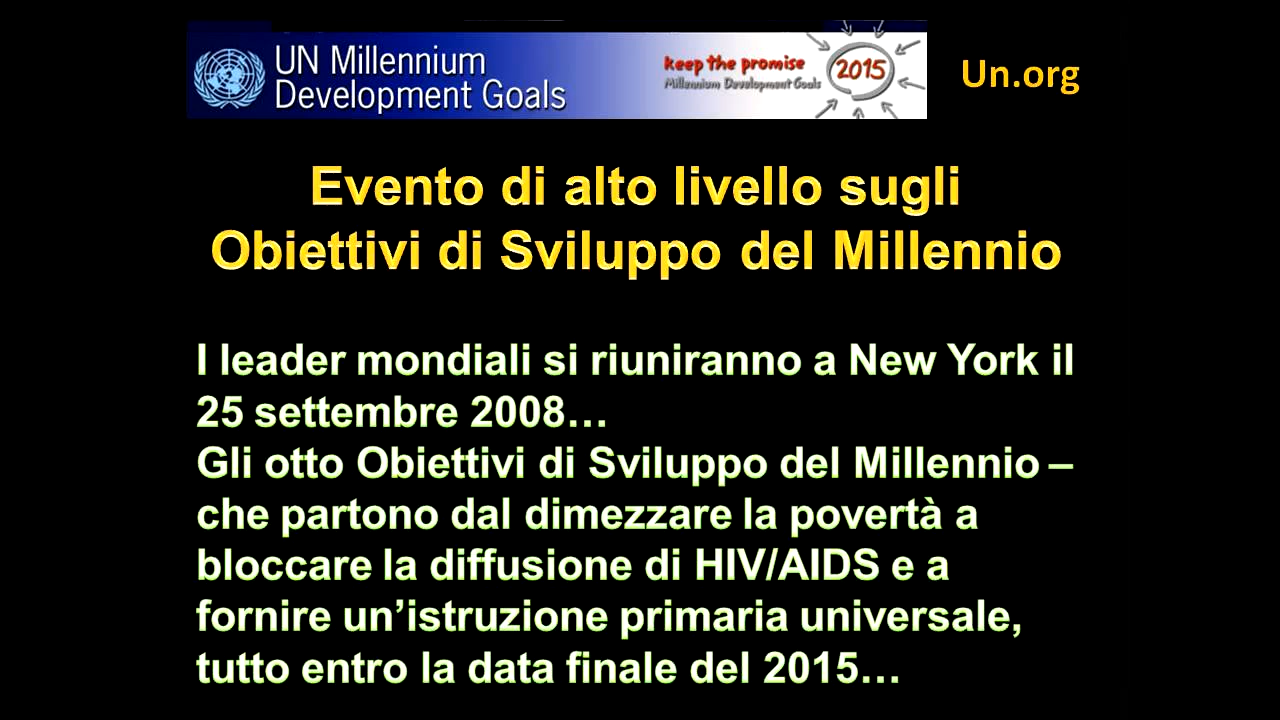 UN Millennium
Development Goals
keep the promise
Millennium Development Goals
2015
Un.org
Evento di alto livello sugli
Obiettivi di Sviluppo del Millennio
I leader mondiali si riuniranno a New York il
25 settembre 2008…
Gli otto Obiettivi di Sviluppo del Millennio –
che partono dal dimezzare la povertà a
bloccare la diffusione di HIV/AIDS e a
fornire un’istruzione primaria universale,
tutto entro la data finale del 2015…